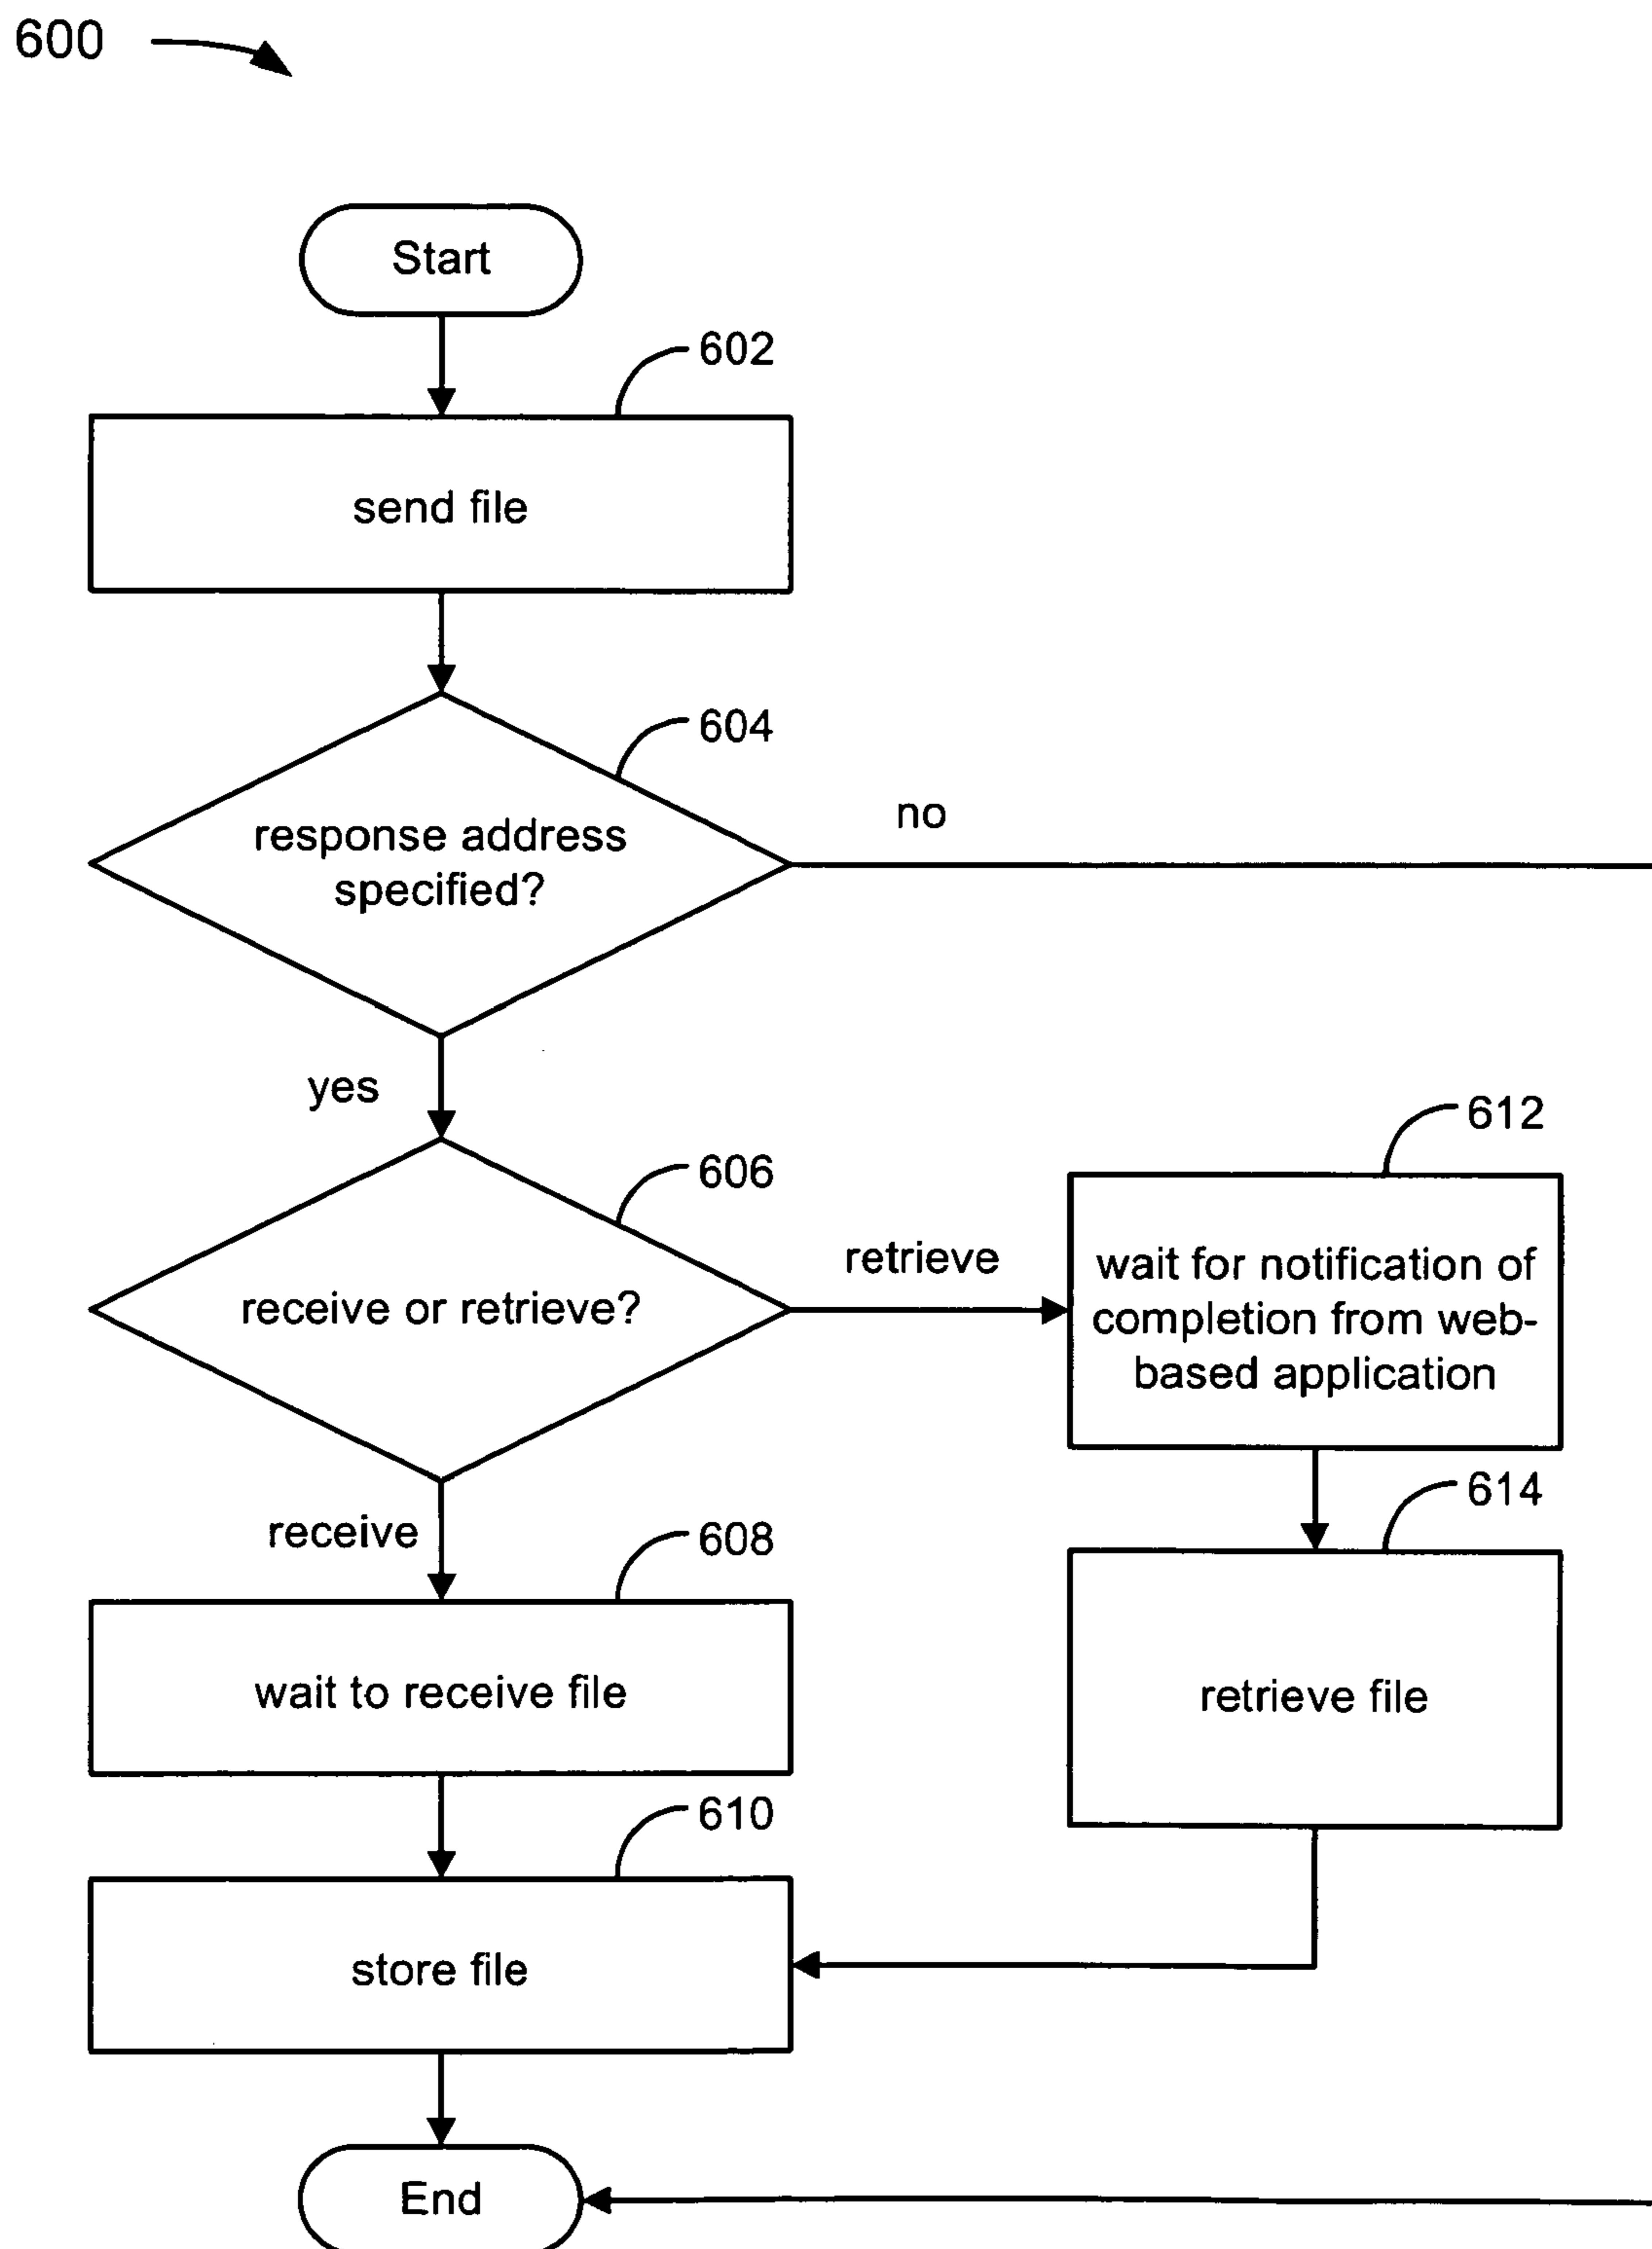 600
Start
602
send file
604
response address
specified?
no
yes
606
receive or retrieve?
retrieve
612
wait for notification of
completion from web-
based application
receive
608
wait to receive file
614
retrieve file
610
store file
End